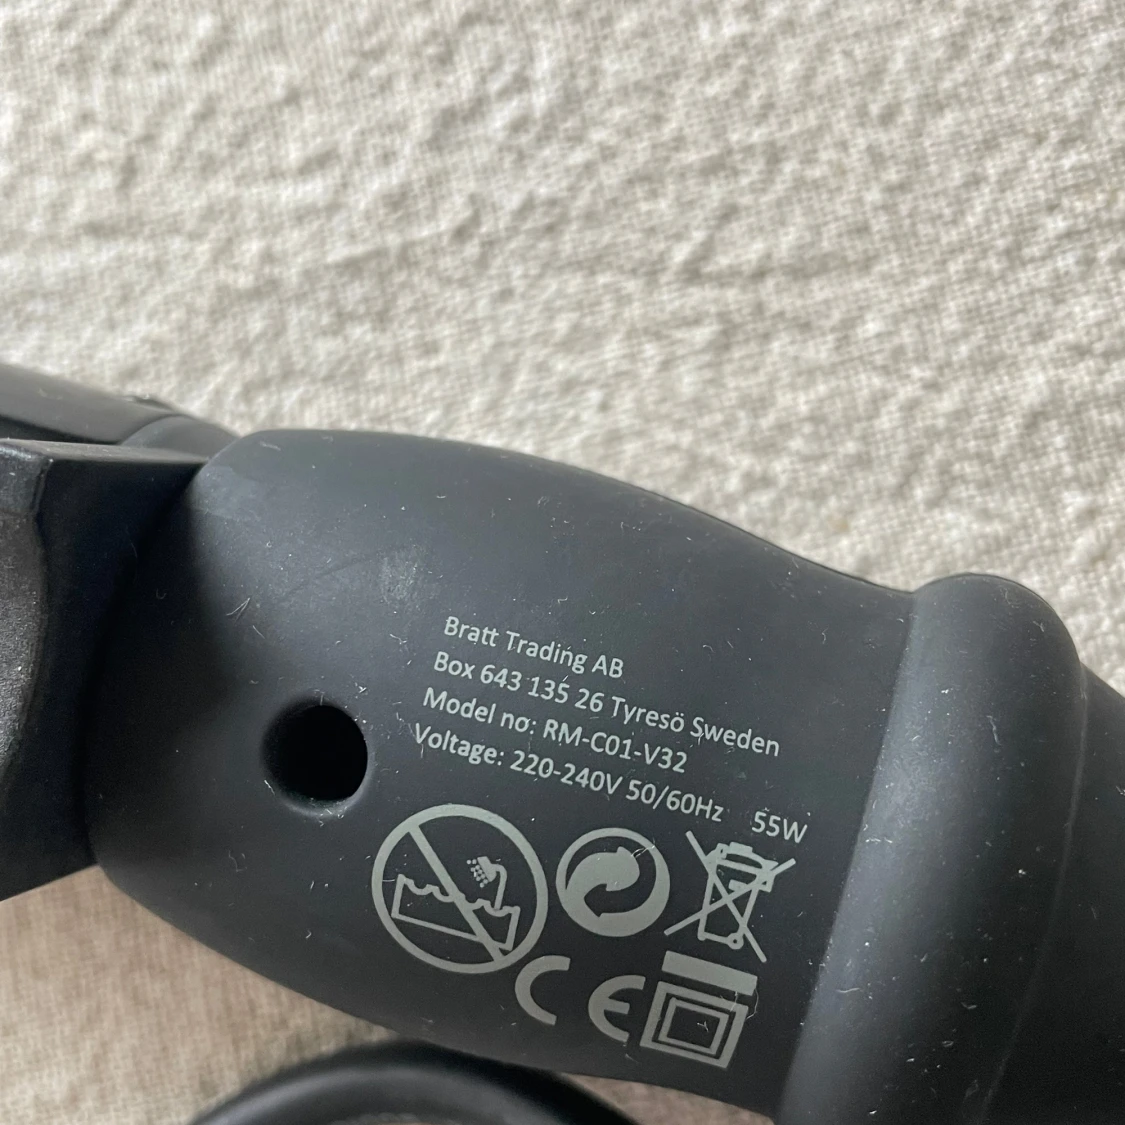 Bratt Trading AB
Box 643 135 26 Tyresö Sweden
Model no: RM-C01-V32
Voltage: 220-240V 50/60Hz 55W
CE